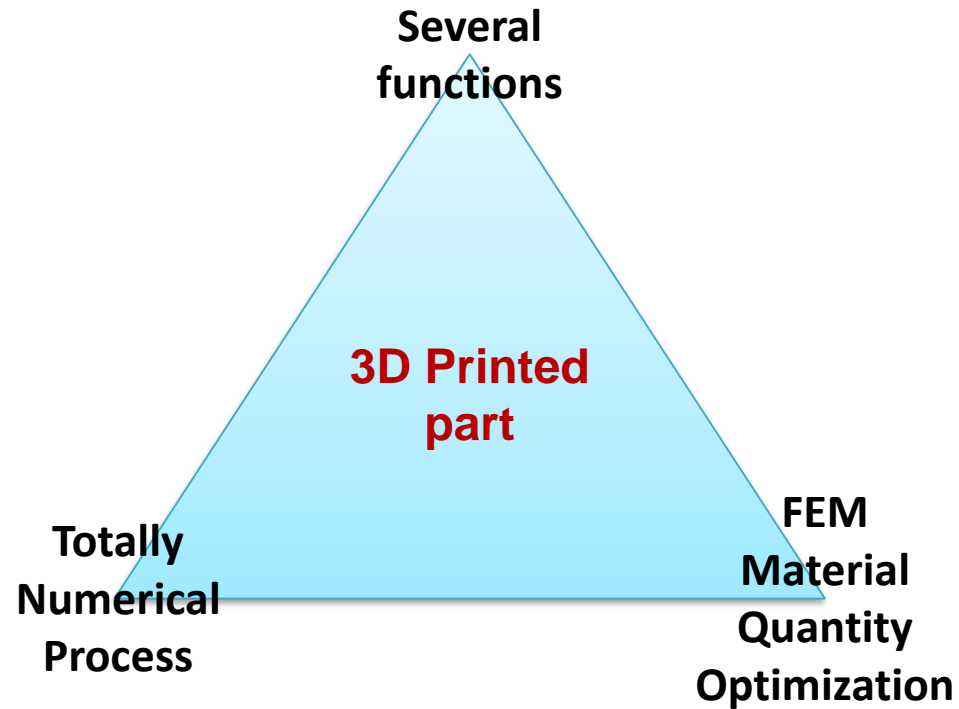 Several
functions
3D Printed
part
Totally
Numerical
Process
FEM
Material
Quantity
Optimization